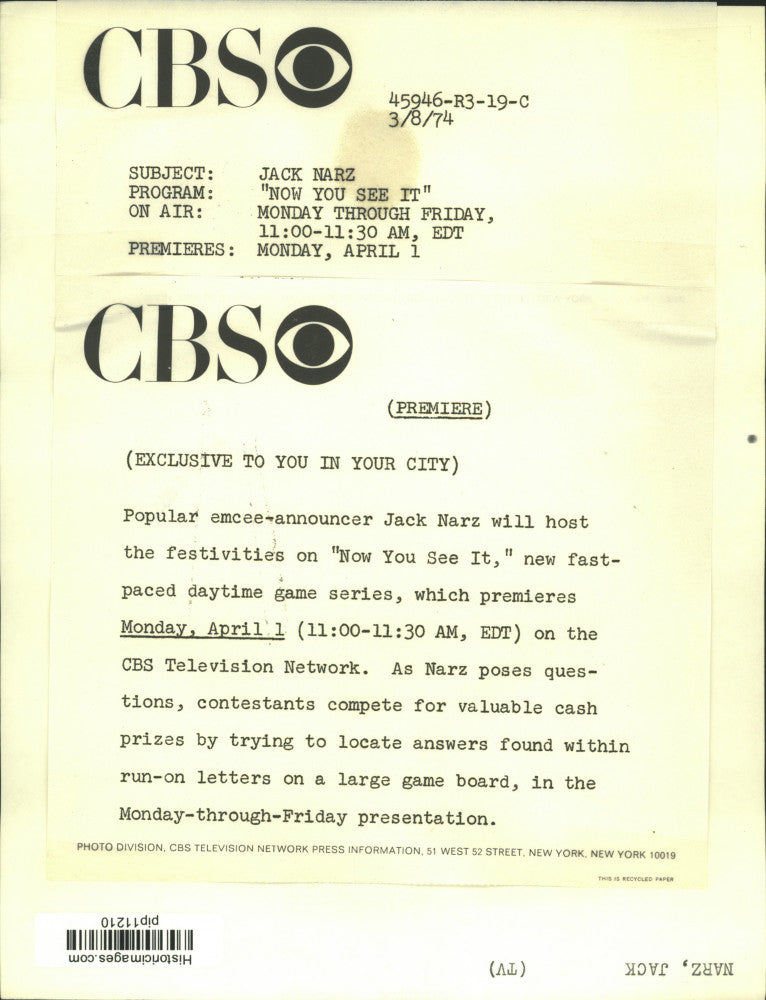 CBS
45946-R3-19-C
3/8/74
SUBJECT: JACK NARZ
PROGRAM: "NOW YOU SEE IT"
ON AIR: MONDAY THROUGH FRIDAY,
11:00-11:30 AM, EDT
PREMIERES: MONDAY, APRIL 1
CBS
(PREMIERE)
(EXCLUSIVE TO YOU IN YOUR CITY)
Popular emcee-announcer Jack Narz will host
the festivities on "Now You See It," new fast-
paced daytime game series, which premieres
Monday, April 1 (11:00-11:30 AM, EDT) on the
CBS Television Network. As Narz poses ques-
tions, contestants compete for valuable cash
prizes by trying to locate answers found within
run-on letters on a large game board, in the
Monday-through-Friday presentation.
PHOTO DIVISION, CBS TELEVISION NETWORK PRESS INFORMATION, 51 WEST 52 STREET, NEW YORK, NEW YORK 10019
THIS IS RECYCLED PAPER
Historicimages.com
pip11210
NARZ, JACK (TV)